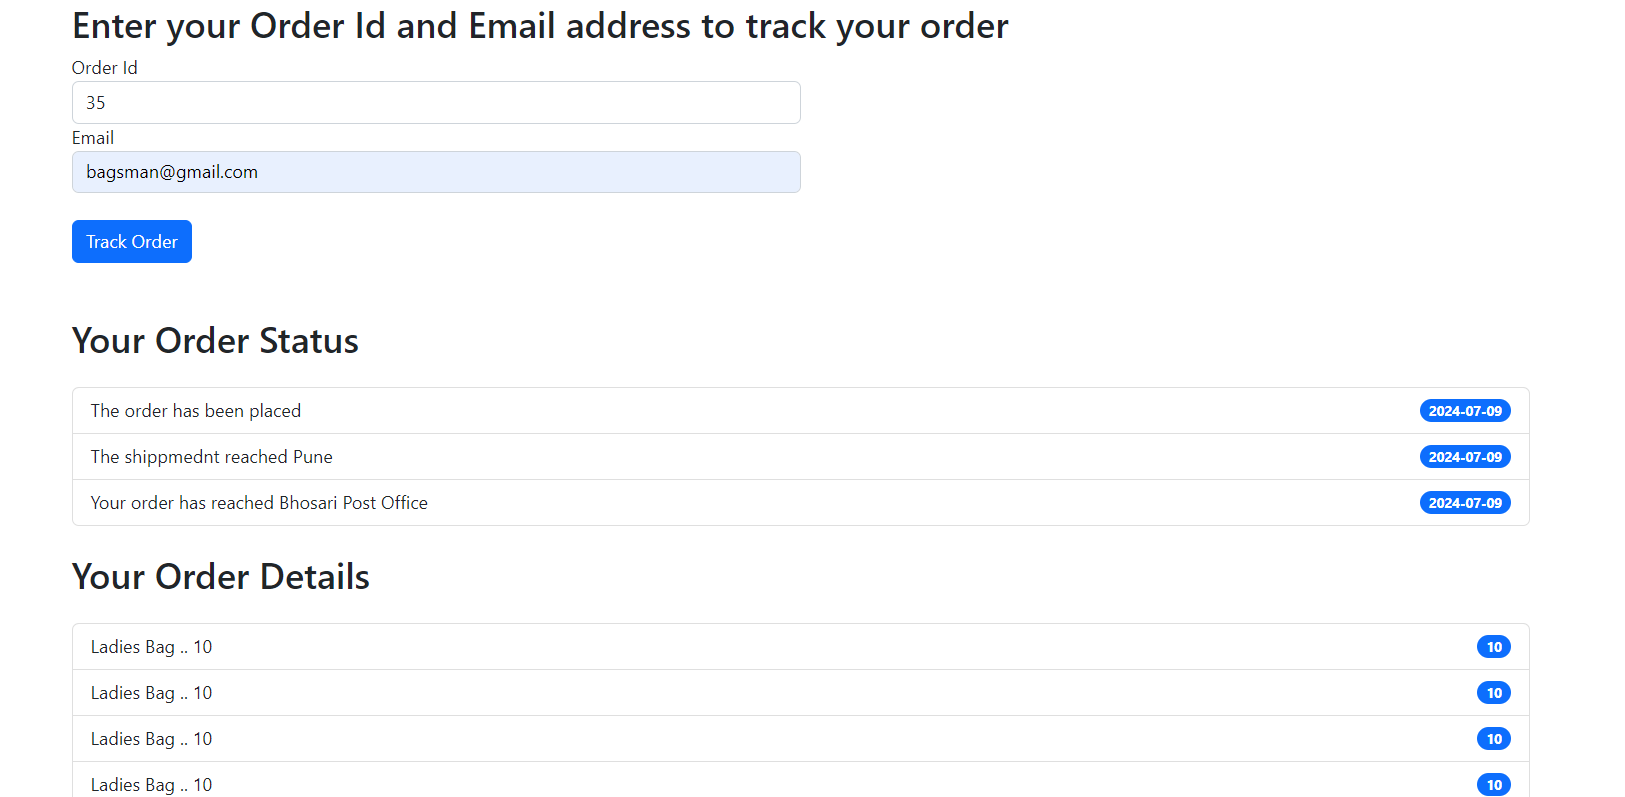 Enter your Order Id and Email address to track your order
Order Id
35
Email
bagsman@gmail.com
Track Order
Your Order Status
The order has been placed 2024-07-09
The shippmednt reached Pune 2024-07-09
Your order has reached Bhosari Post Office 2024-07-09
Your Order Details
Ladies Bag .. 10 10
Ladies Bag .. 10 10
Ladies Bag .. 10 10
Ladies Bag .. 10 10